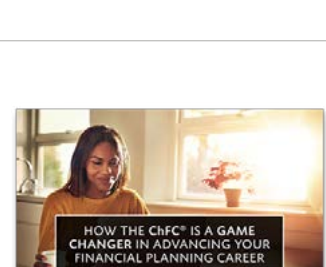 HOW THE ChFC® IS A GAME
CHANGER IN ADVANCING YOUR
FINANCIAL PLANNING CAREER